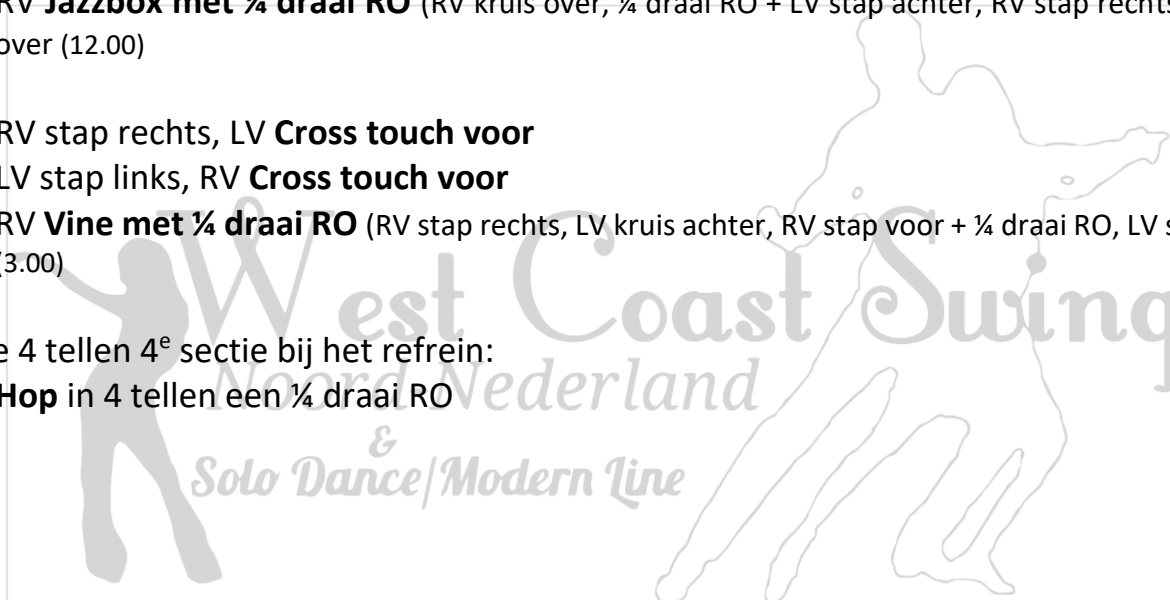 RV Jazzbox met ¼ draai RO (RV kruis over, ¼ draai RO + LV stap achter, RV stap rechts
over (12.00)
RV stap rechts, LV Cross touch voor
LV stap links, RV Cross touch voor
RV Vine met ¼ draai RO (RV stap rechts, LV kruis achter, RV stap voor + ¼ draai RO, LV s
(3.00)
e 4 tellen 4e sectie bij het refrein:
Hop in 4 tellen een ¼ draai RO
West Coast Swing
Noord Nederland
&
Solo Dance/Modern Line